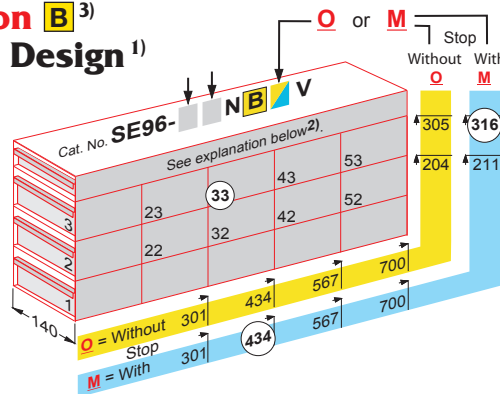 on B 3)
Design 1)
O or M
Stop
Without With
O M
Cat. No. SE96- N B V
See explanation below2).
305 316
204 211
53
43
33
23
3
52
42
32
22
2
1
140
O = Without 301 434 567 700
Stop
M = With 301 434 567 700